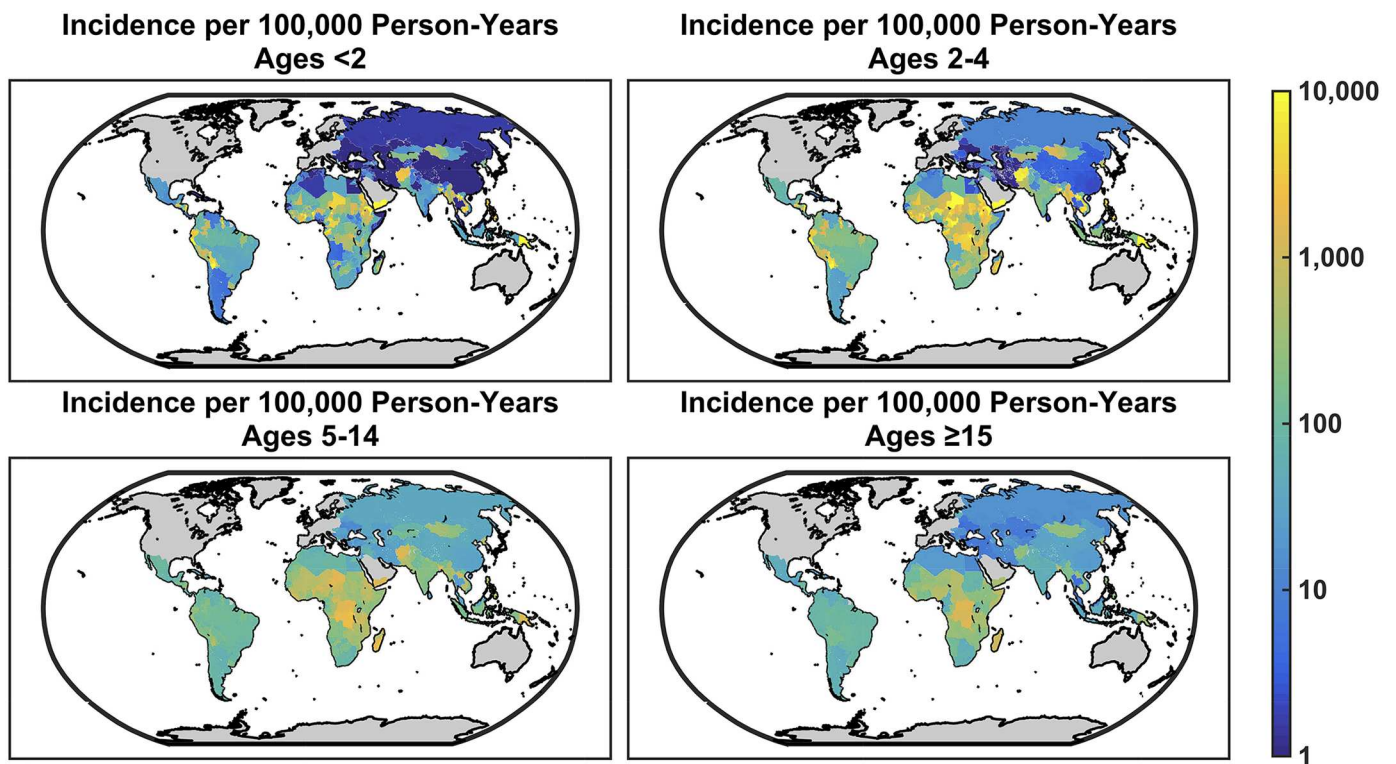 Incidence per 100,000 Person-Years
Ages <2
Incidence per 100,000 Person-Years
Ages 2-4
Incidence per 100,000 Person-Years
Ages 5-14
Incidence per 100,000 Person-Years
Ages ≥15
10,000
1,000
100
10
1